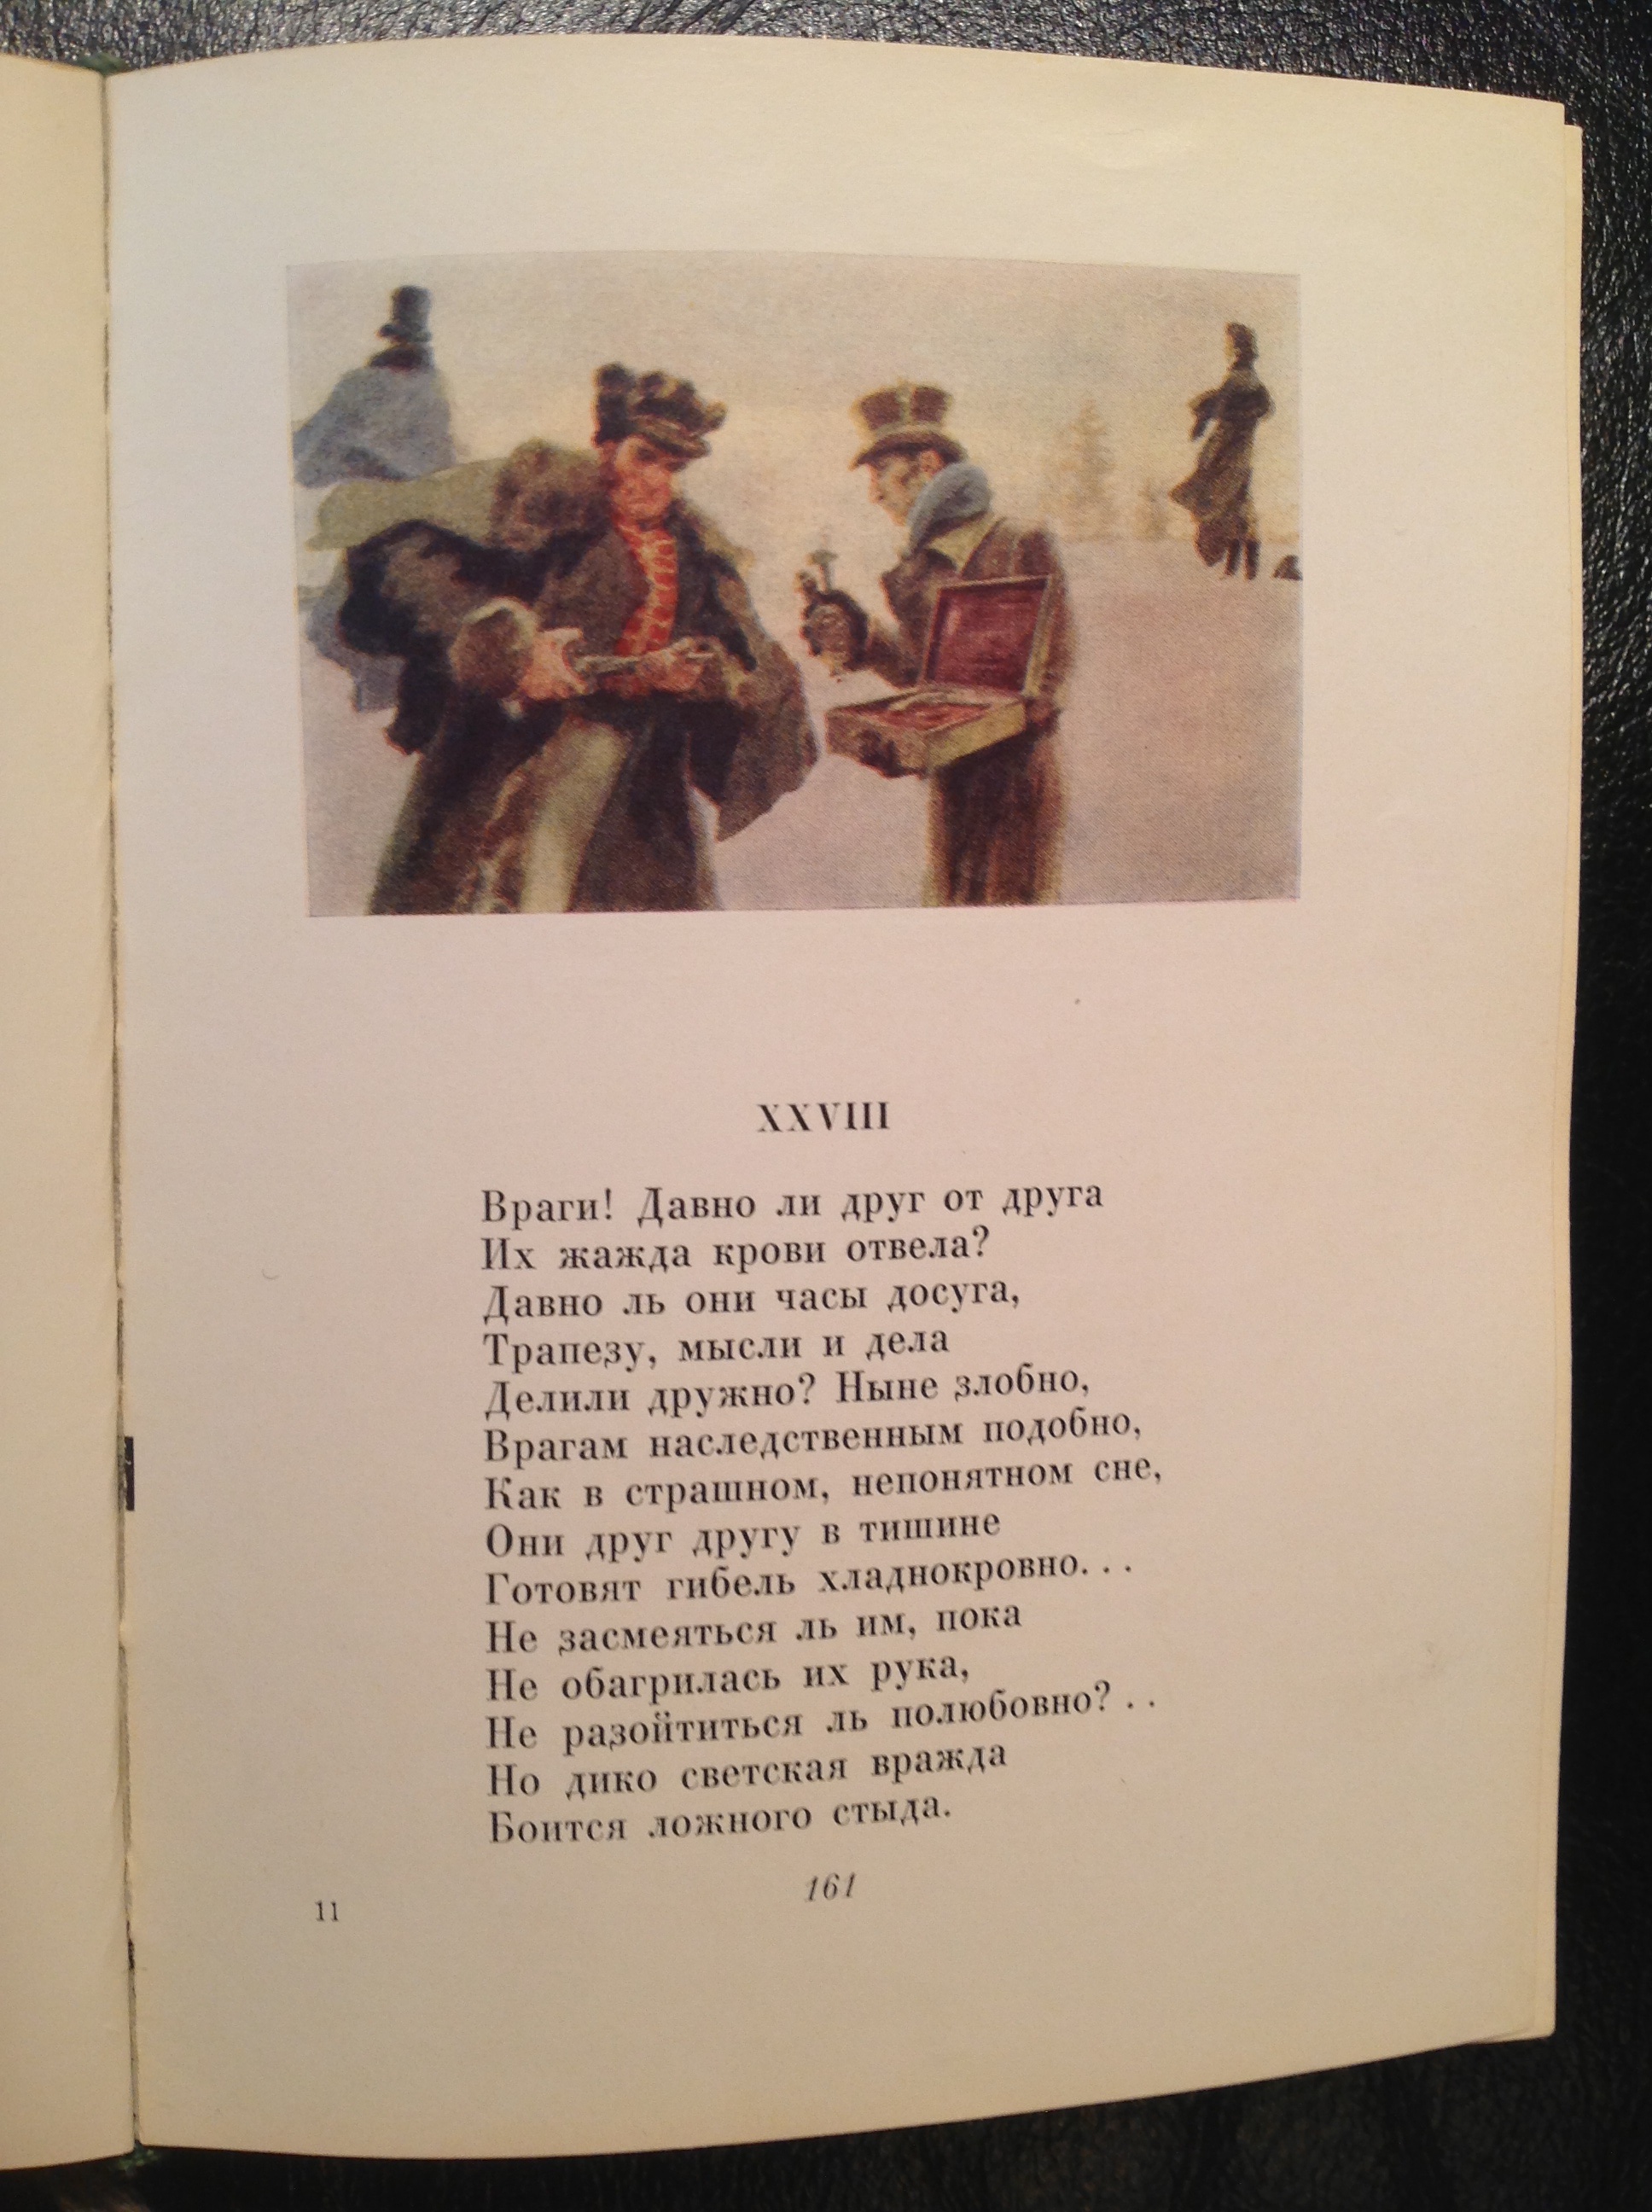 XXVIII
Враги! Давно ли друг от друга
Их жажда крови отвела?
Давно ль они часы досуга,
Трапезу, мысли и дела
Делили дружно? Ныне злобно,
Врагам наследственным подобно,
Как в страшном, непонятном сне,
Они друг другу в тишине
Готовят гибель хладнокровно...
Не засмеяться ль им, пока
Не обагрилась их рука,
Не разойтиться ль полюбовно?..
Но дико светская вражда
Боится ложного стыда.
161
11